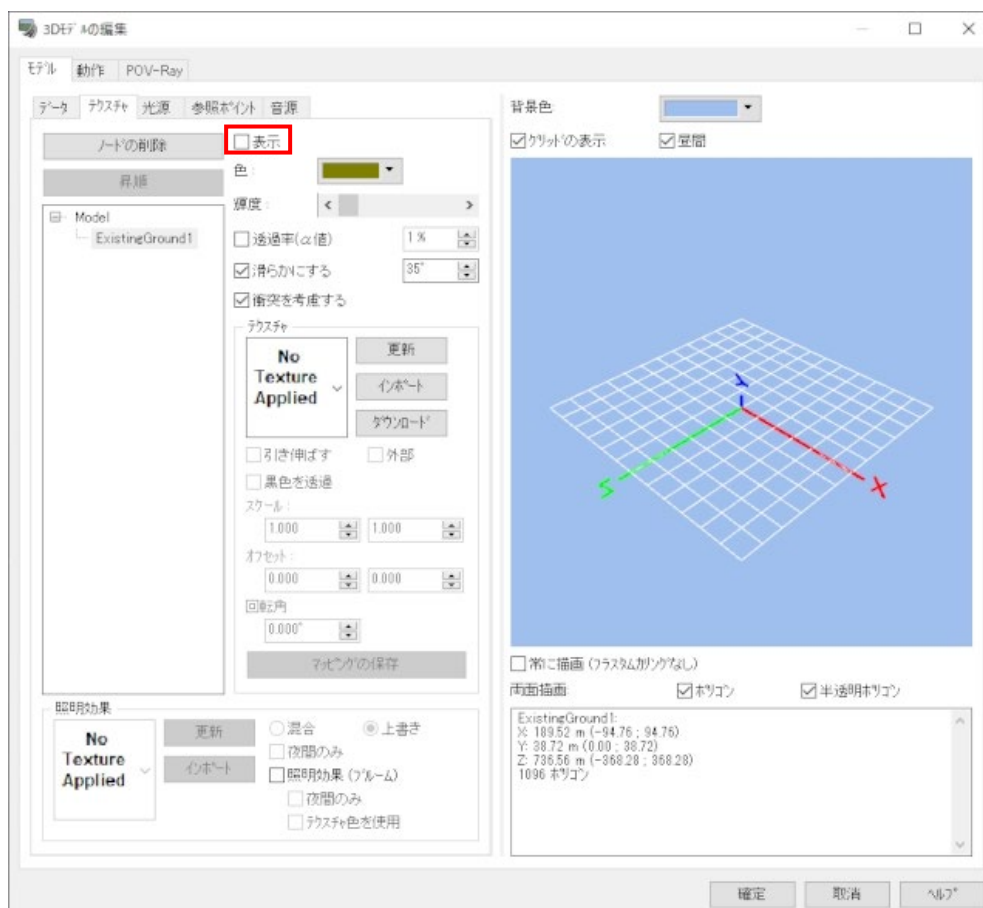 3Dﾓﾃﾞﾙの編集
ﾓﾃﾞﾙ 動作 POV-Ray
ﾃﾞｰﾀ ﾃｸｽﾁｬ 光源 参照ﾎﾟｲﾝﾄ 音源
ﾉｰﾄﾞの削除
昇順
Model
ExistingGround1
表示
色:
輝度:
透過率(α値) 1 %
滑らかにする 35°
衝突を考慮する
ﾃｸｽﾁｬ
No
Texture
Applied
更新
ｲﾝﾎﾟｰﾄ
ﾀﾞｳﾝﾛｰﾄﾞ
引き伸ばす 外部
黒色を透過
ｽｹｰﾙ:
1.000 1.000
ｵﾌｾｯﾄ:
0.000 0.000
回転角
0.000°
ﾏｯﾋﾟﾝｸﾞの保存
照明効果
No
Texture
Applied
更新
ｲﾝﾎﾟｰﾄ
混合 上書き
夜間のみ
照明効果 (ﾌﾞﾙｰﾑ)
夜間のみ
ﾃｸｽﾁｬ色を使用
背景色:
ｸﾞﾘｯﾄﾞの表示 昼間
Y
S
X
常に描画 (ﾌﾗｽﾀﾑｶﾘﾝｸﾞなし)
両面描画: ﾎﾟﾘｺﾞﾝ 半透明ﾎﾟﾘｺﾞﾝ
ExistingGround1:
X: 189.52 m (-94.76 ; 94.76)
Y: 38.72 m (0.00 ; 38.72)
Z: 736.56 m (-368.28 ; 368.28)
1096 ﾎﾟﾘｺﾞﾝ
確定 取消 ﾍﾙﾌﾟ